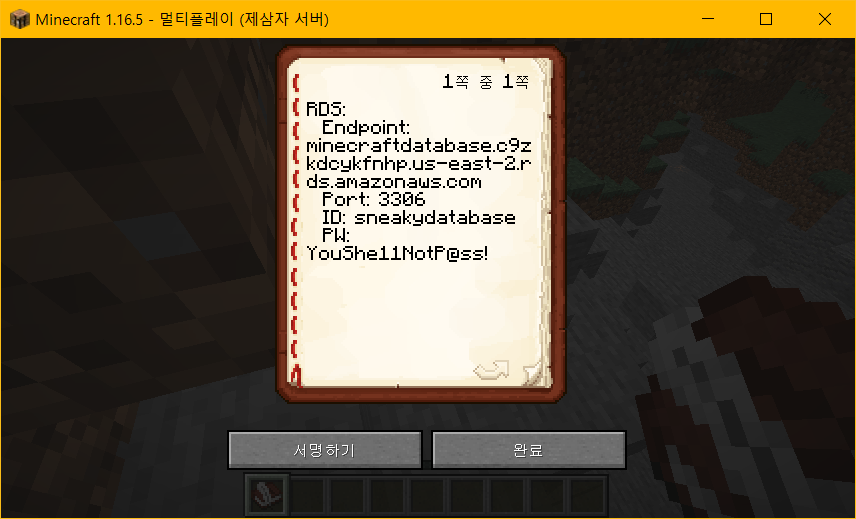 Minecraft 1.16.5 - 멀티플레이 (제삼자 서버)
1쪽 중 1쪽
RDS:
Endpoint:
minecraftdatabase.c9z
kdcykfnhp.us-east-2.r
ds.amazonaws.com
Port: 3306
ID: sneakydatabase
PW:
YouShe11NotP@ss!
서명하기
완료